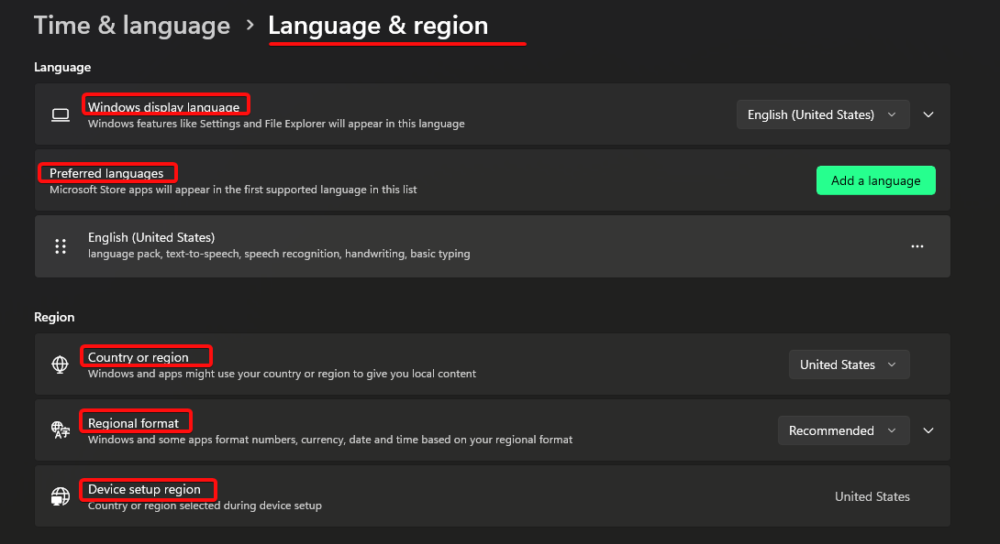 Time & language > Language & region
Language
Windows display language
Windows features like Settings and File Explorer will appear in this language
English (United States)
Preferred languages
Microsoft Store apps will appear in the first supported language in this list
Add a language
English (United States)
language pack, text-to-speech, speech recognition, handwriting, basic typing
Region
Country or region
Windows and apps might use your country or region to give you local content
United States
Regional format
Windows and some apps format numbers, currency, date and time based on your regional format
Recommended
Device setup region
Country or region selected during device setup
United States